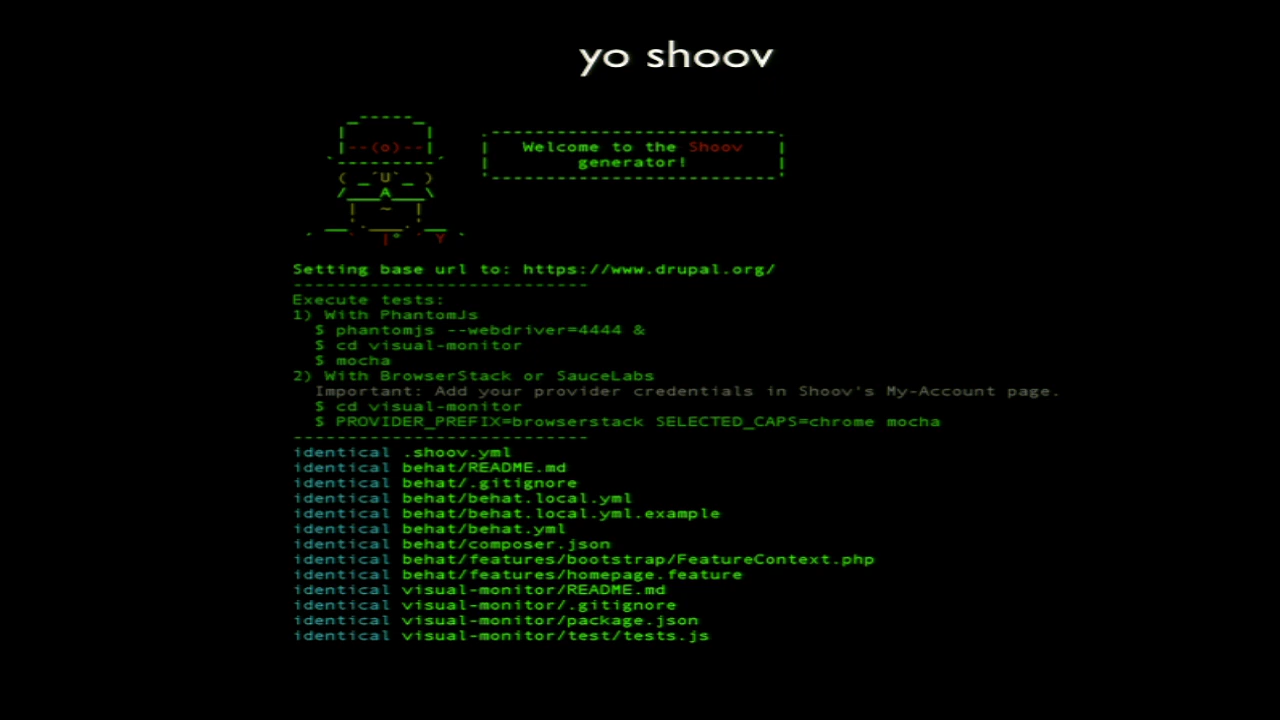 yo shoov
Welcome to the Shoov
generator!
Setting base url to: https://www.drupal.org/
---------------------------
Execute tests:
1) With PhantomJs
$ phantomjs --webdriver=4444 &
$ cd visual-monitor
$ mocha
2) With BrowserStack or SauceLabs
Important: Add your provider credentials in Shoov's My-Account page.
$ cd visual-monitor
$ PROVIDER_PREFIX=browserstack SELECTED_CAPS=chrome mocha
---------------------------
identical .shoov.yml
identical behat/README.md
identical behat/.gitignore
identical behat/behat.local.yml
identical behat/behat.local.yml.example
identical behat/behat.yml
identical behat/composer.json
identical behat/features/bootstrap/FeatureContext.php
identical behat/features/homepage.feature
identical visual-monitor/README.md
identical visual-monitor/.gitignore
identical visual-monitor/package.json
identical visual-monitor/test/tests.js